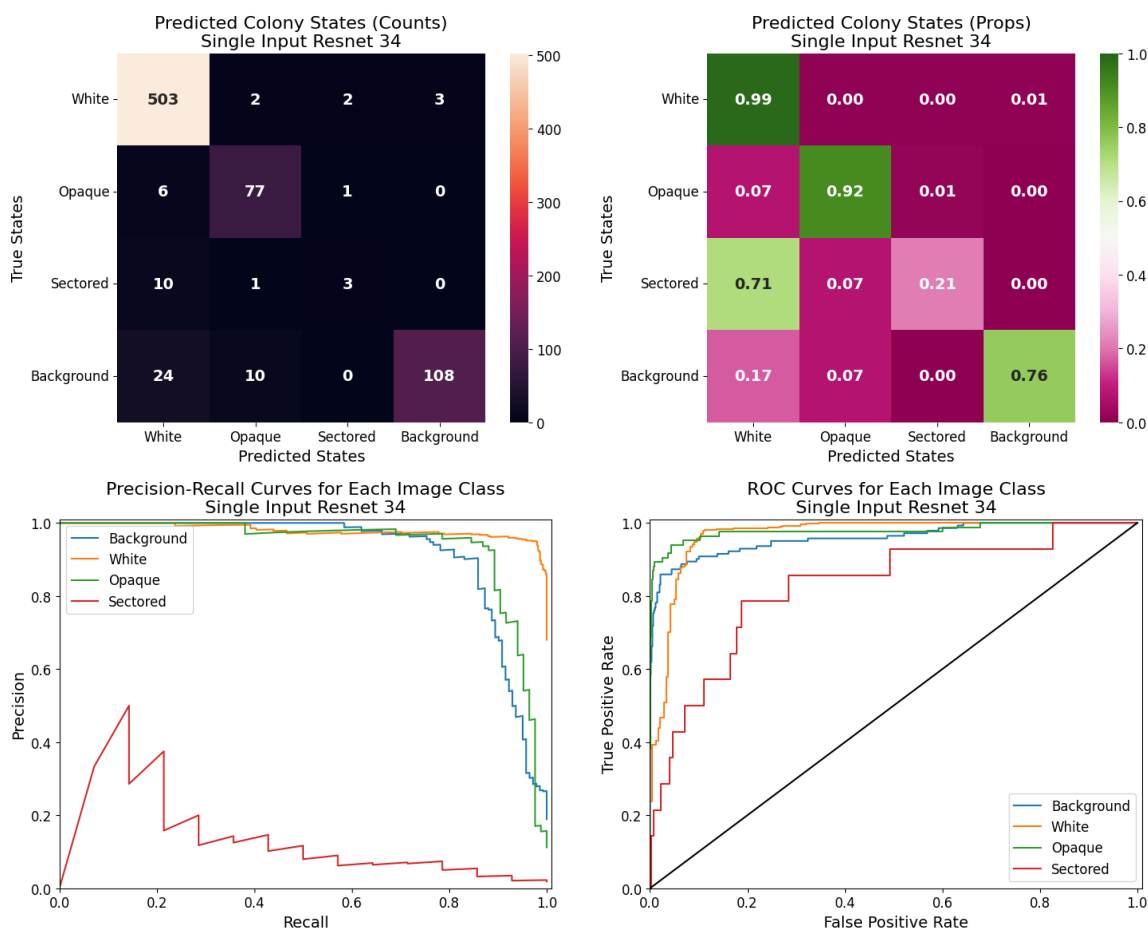 Predicted Colony States (Counts)
Single Input Resnet 34
True States
White
Opaque
Sectored
Background
503 2 2 3
6 77 1 0
10 1 3 0
24 10 0 108
White Opaque Sectored Background
Predicted States
500
400
300
200
100
0
Predicted Colony States (Props)
Single Input Resnet 34
True States
White
Opaque
Sectored
Background
0.99 0.00 0.00 0.01
0.07 0.92 0.01 0.00
0.71 0.07 0.21 0.00
0.17 0.07 0.00 0.76
White Opaque Sectored Background
Predicted States
1.0
0.8
0.6
0.4
0.2
0.0
Precision-Recall Curves for Each Image Class
Single Input Resnet 34
Precision
1.0
0.8
0.6
0.4
0.2
0.0
Background
White
Opaque
Sectored
0.0 0.2 0.4 0.6 0.8 1.0
Recall
ROC Curves for Each Image Class
Single Input Resnet 34
True Positive Rate
1.0
0.8
0.6
0.4
0.2
0.0
Background
White
Opaque
Sectored
0.0 0.2 0.4 0.6 0.8 1.0
False Positive Rate